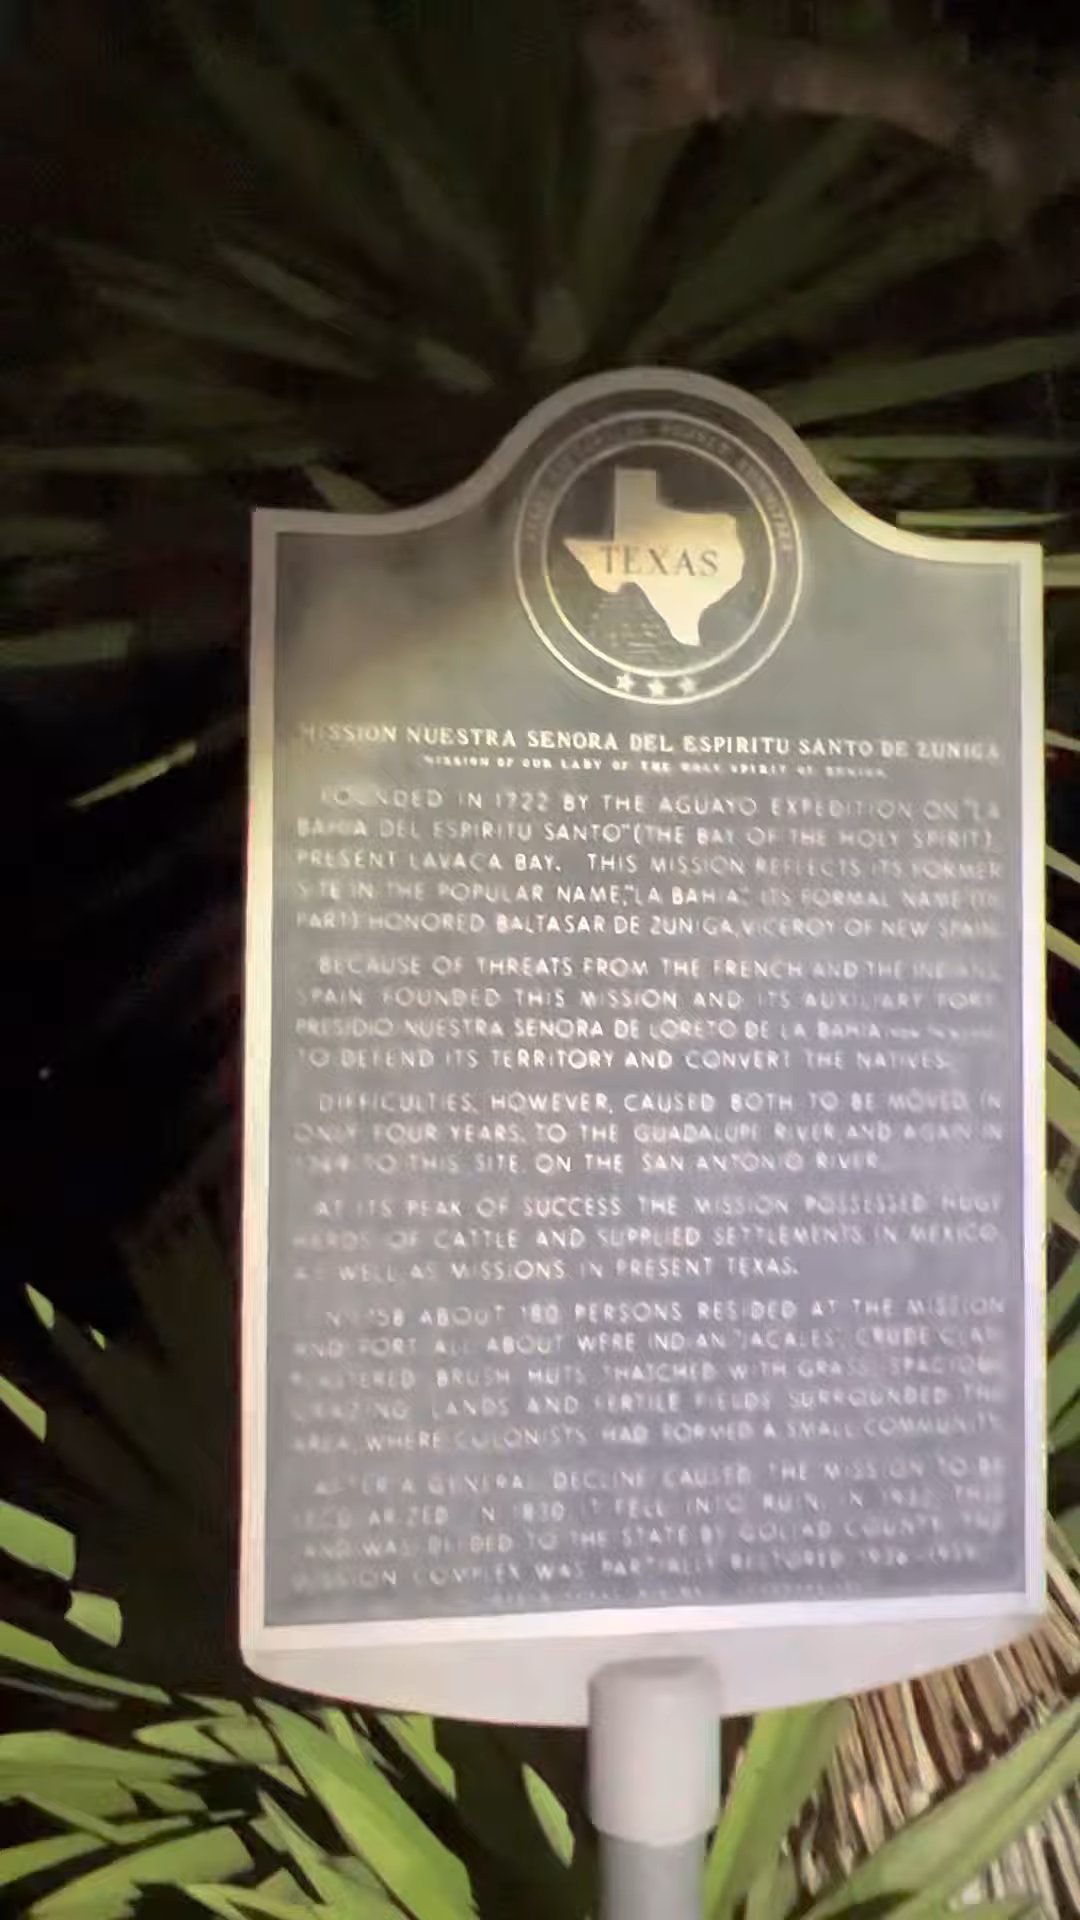 TEXAS
MISSION NUESTRA SENORA DEL ESPIRITU SANTO DE ZUNIGA
MISSION OF OUR LADY OF THE HOLY SPIRIT OF ZUNIGA
FOUNDED IN 1722 BY THE AGUAYO EXPEDITION ON "LA
BAHIA DEL ESPIRITU SANTO" (THE BAY OF THE HOLY SPIRIT),
PRESENT LAVACA BAY. THIS MISSION REFLECTS ITS FORMER
SITE IN THE POPULAR NAME, "LA BAHIA." ITS FORMAL NAME (IN
PART) HONORED BALTASAR DE ZUNIGA, VICEROY OF NEW SPAIN.
BECAUSE OF THREATS FROM THE FRENCH AND THE INDIANS,
SPAIN FOUNDED THIS MISSION AND ITS AUXILIARY FORT,
PRESIDIO NUESTRA SENORA DE LORETO DE LA BAHIA
TO DEFEND ITS TERRITORY AND CONVERT THE NATIVES.
DIFFICULTIES, HOWEVER, CAUSED BOTH TO BE MOVED, IN
ONLY FOUR YEARS, TO THE GUADALUPE RIVER, AND AGAIN IN
TO THIS SITE, ON THE SAN ANTONIO RIVER.
AT ITS PEAK OF SUCCESS THE MISSION POSSESSED HUGE
HERDS OF CATTLE AND SUPPLIED SETTLEMENTS IN MEXICO,
AS WELL AS MISSIONS IN PRESENT TEXAS.
IN 1758 ABOUT 180 PERSONS RESIDED AT THE MISSION
AND FORT. ALL ABOUT WERE INDIAN "JACALES", CRUDE CLAY
PLASTERED BRUSH HUTS THATCHED WITH GRASS. SPACIOUS
GRAZING LANDS AND FERTILE FIELDS SURROUNDED THE
AREA, WHERE COLONISTS HAD FORMED A SMALL COMMUNITY.
AFTER A GENERAL DECLINE CAUSED THE MISSION TO BE
IN 1830 IT FELL INTO RUIN. IN
AND WAS DEEDED TO THE STATE BY GOLIAD COUNTY. THE
MISSION COMPLEX WAS PARTIALLY RESTORED